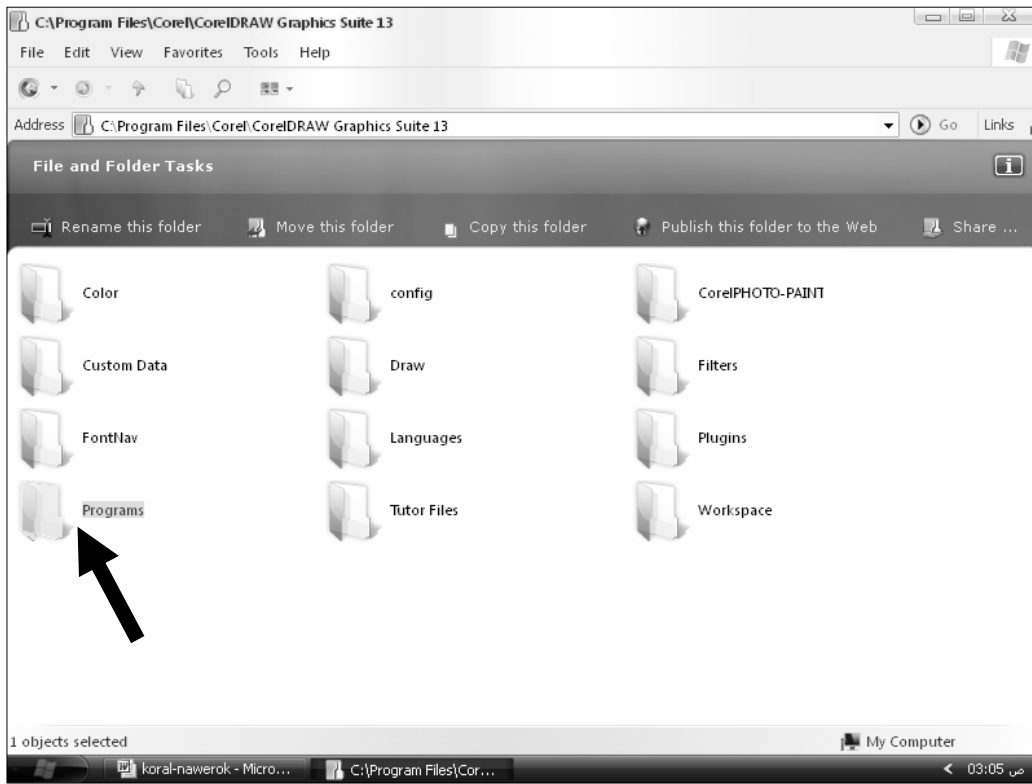 C:\Program Files\Corel\CorelDRAW Graphics Suite 13
File Edit View Favorites Tools Help
Address C:\Program Files\Corel\CorelDRAW Graphics Suite 13 Go Links
File and Folder Tasks
Rename this folder Move this folder Copy this folder Publish this folder to the Web Share ...
Color config CorelPHOTO-PAINT
Custom Data Draw Filters
FontNav Languages Plugins
Programs Tutor Files Workspace
1 objects selected My Computer
koral-nawerok - Micro... C:\Program Files\Cor... 03:05 ص